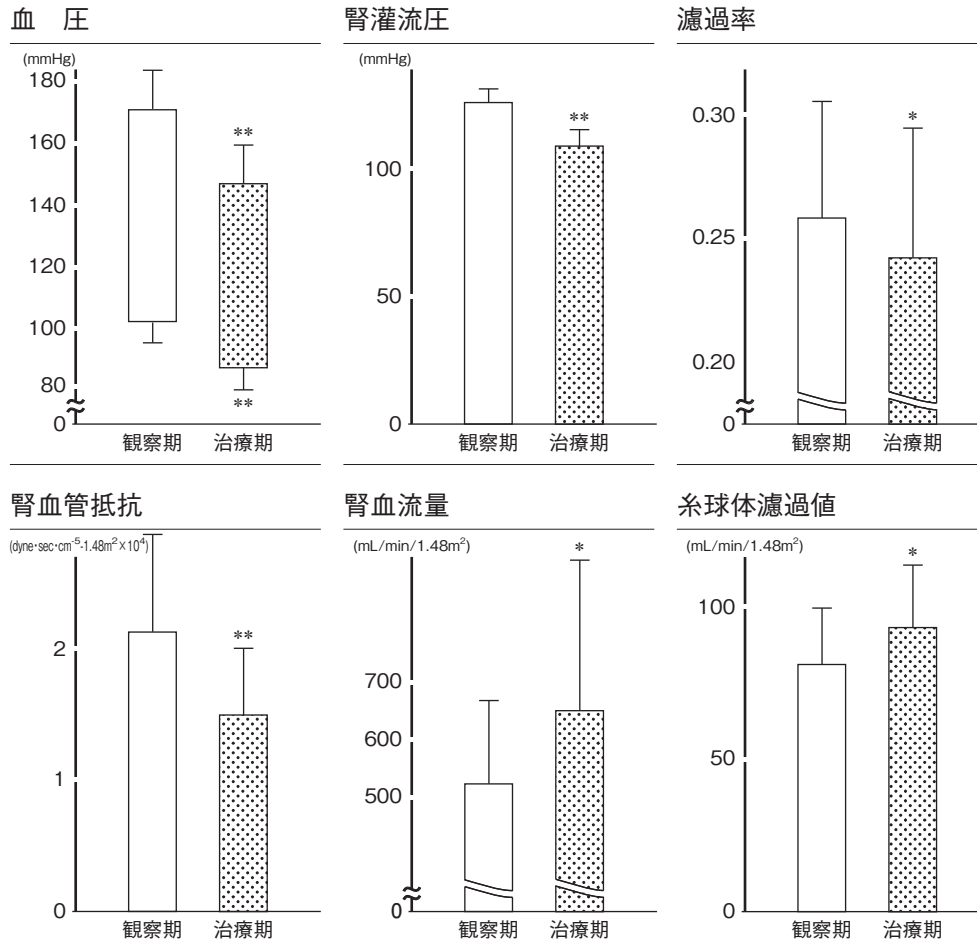 血　圧
(mmHg)
180
160
140
120
100
80
0
**
**
観察期 治療期
腎灌流圧
(mmHg)
100
50
0
**
観察期 治療期
濾過率
0.30
0.25
0.20
0
*
観察期 治療期
腎血管抵抗
(dyne・sec・cm⁻⁵・1.48m²×10⁴)
2
1
0
**
観察期 治療期
腎血流量
(mL/min/1.48m²)
700
600
500
0
*
観察期 治療期
糸球体濾過値
(mL/min/1.48m²)
100
50
0
*
観察期 治療期